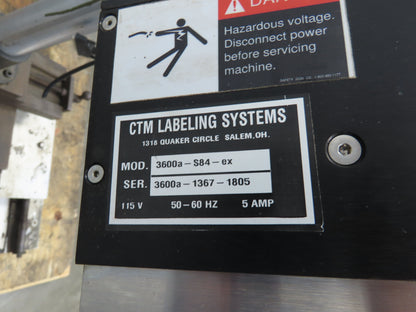 DANGER
Hazardous voltage.
Disconnect power
before servicing
machine.
CTM LABELING SYSTEMS
1318 QUAKER CIRCLE SALEM, OH.
MOD. 3600a-S84-ex
SER. 3600a-1367-1805
115 V 50-60 HZ 5 AMP